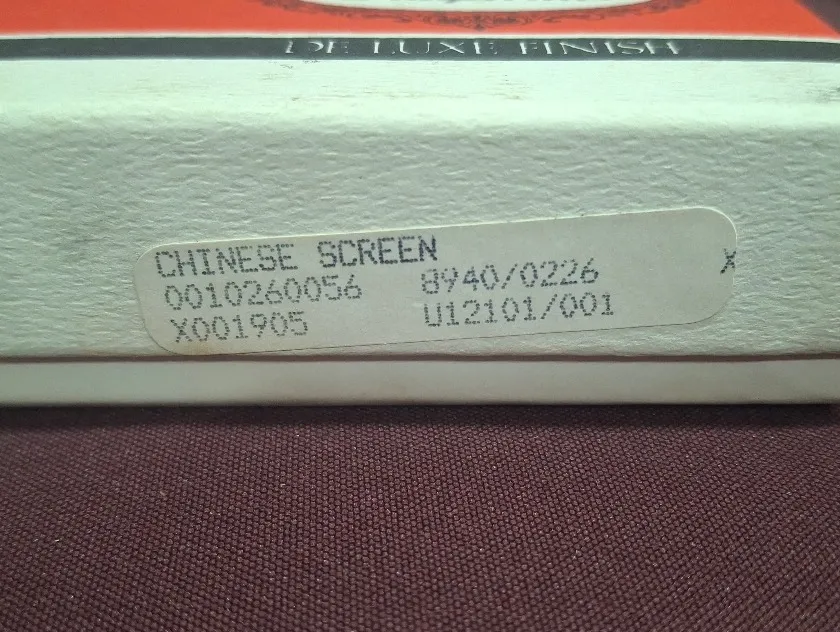 DE LUXE FINISH
CHINESE SCREEN
0010260056 8940/0226 X
X001905 U12101/001